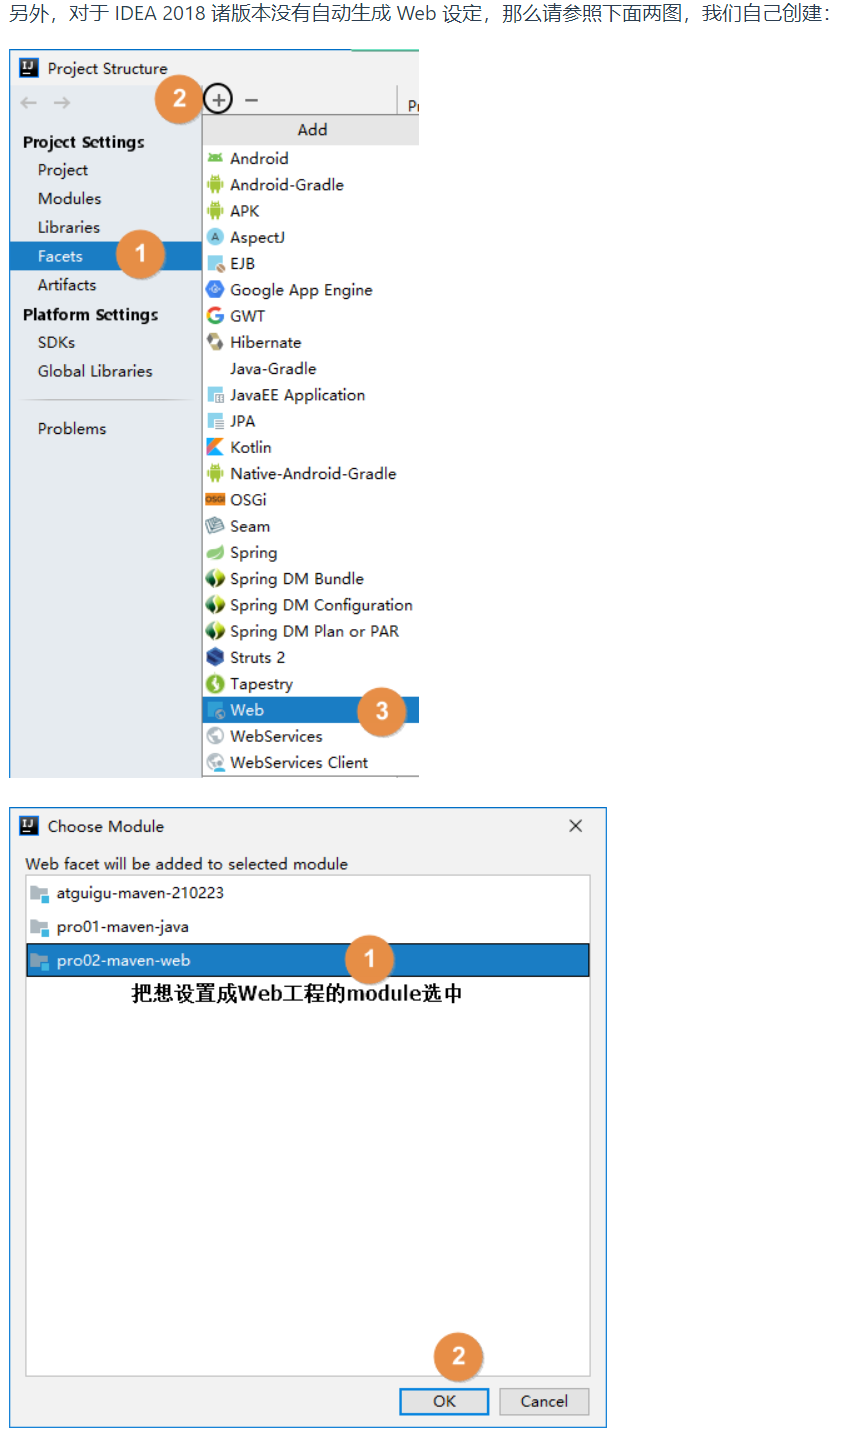 另外，对于 IDEA 2018 诸版本没有自动生成 Web 设定，那么请参照下面两图，我们自己创建：
Project Structure
2
Project Settings
Project
Modules
Libraries
Facets
1
Artifacts
Platform Settings
SDKs
Global Libraries
Problems
Add
Android
Android-Gradle
APK
AspectJ
EJB
Google App Engine
GWT
Hibernate
Java-Gradle
JavaEE Application
JPA
Kotlin
Native-Android-Gradle
OSGi
Seam
Spring
Spring DM Bundle
Spring DM Configuration
Spring DM Plan or PAR
Struts 2
Tapestry
Web
3
WebServices
WebServices Client
Choose Module
Web facet will be added to selected module
atguigu-maven-210223
pro01-maven-java
pro02-maven-web
1
把想设置成Web工程的module选中
2
OK
Cancel